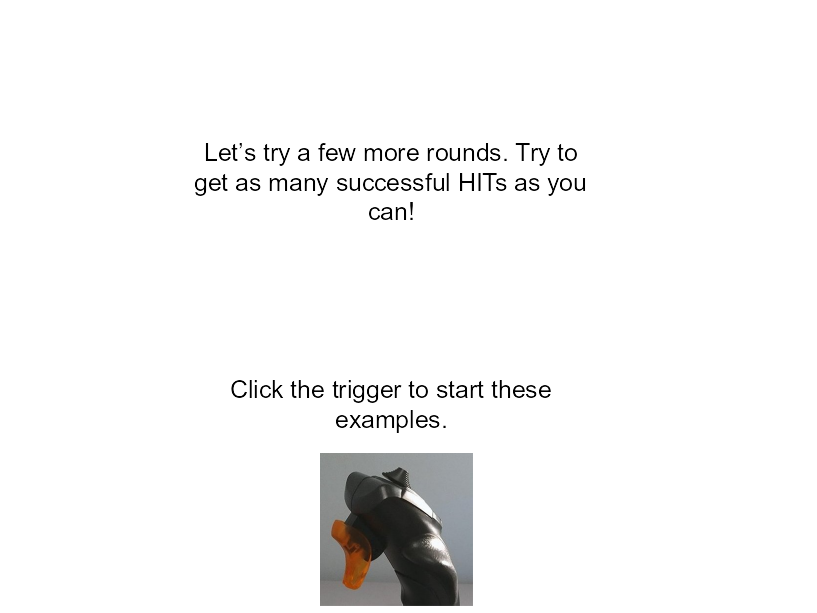 Let’s try a few more rounds. Try to
get as many successful HITs as you
can!
Click the trigger to start these
examples.